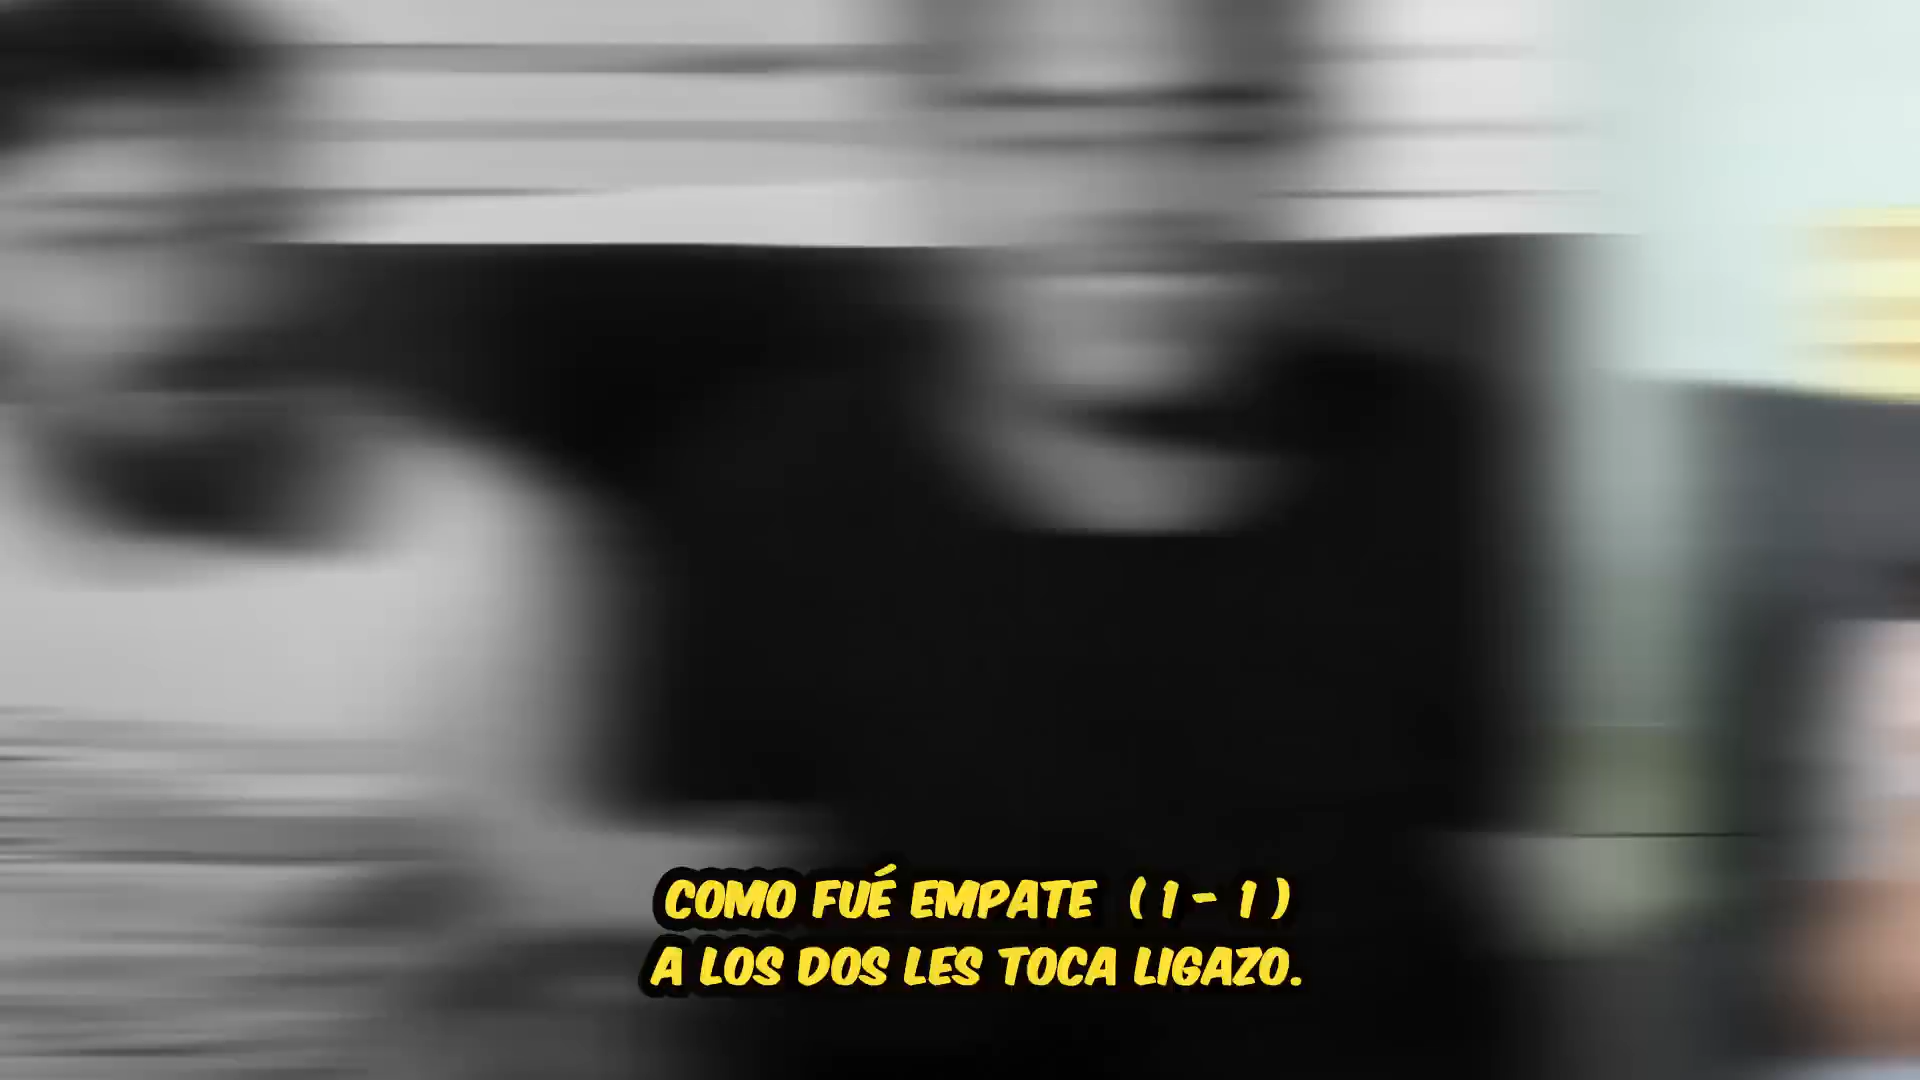 COMO FUÉ EMPATE ( 1 - 1 )
A LOS DOS LES TOCA LIGAZO.